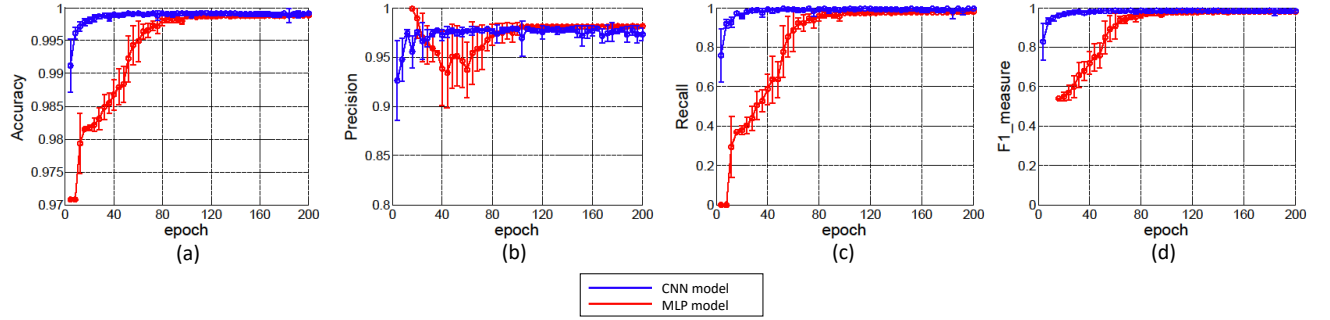 Accuracy
1
0.995
0.99
0.985
0.98
0.975
0.97
0 40 80 120 160 200
epoch
(a)
Precision
1
0.95
0.9
0.85
0.8
0 40 80 120 160 200
epoch
(b)
Recall
1
0.8
0.6
0.4
0.2
0
0 40 80 120 160 200
epoch
(c)
F1_measure
1
0.8
0.6
0.4
0.2
0
0 40 80 120 160 200
epoch
(d)
CNN model
MLP model